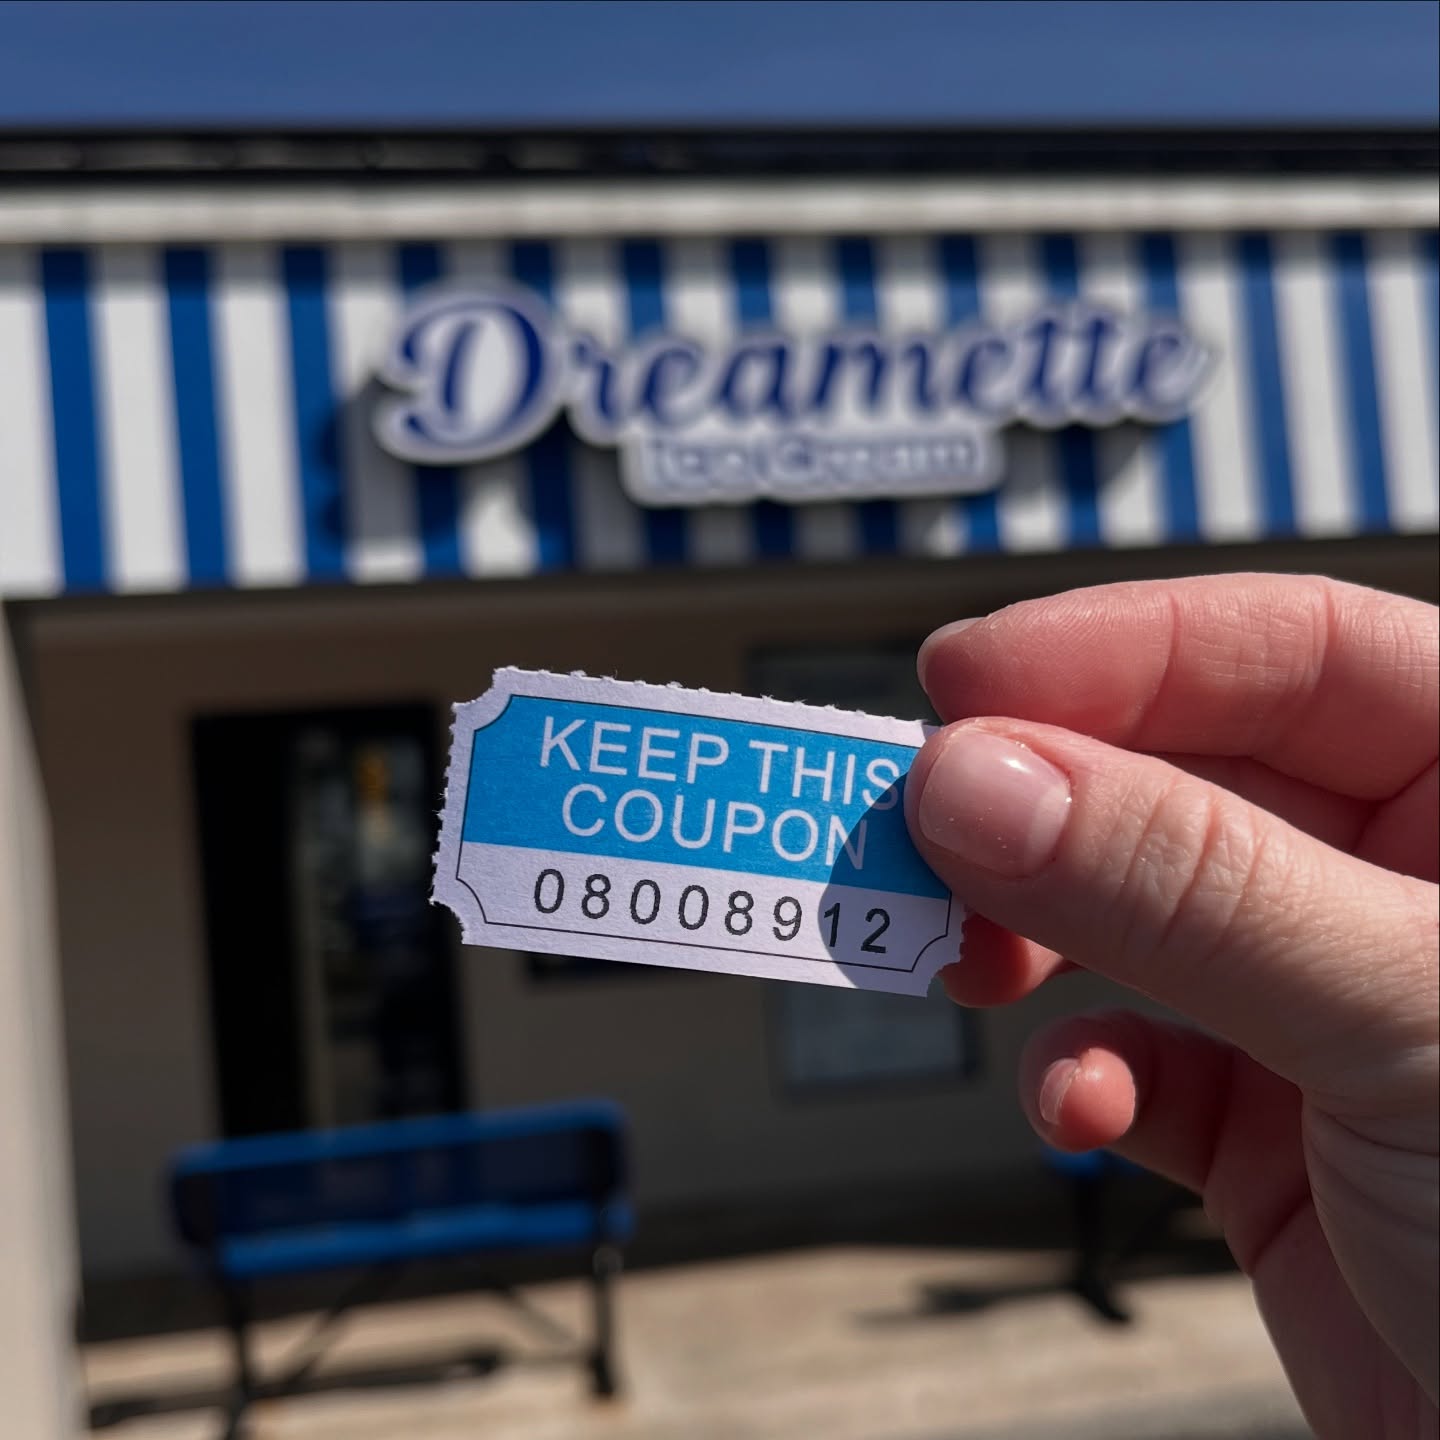 Dreamette
Ice Cream
KEEP THIS
COUPON
08008912